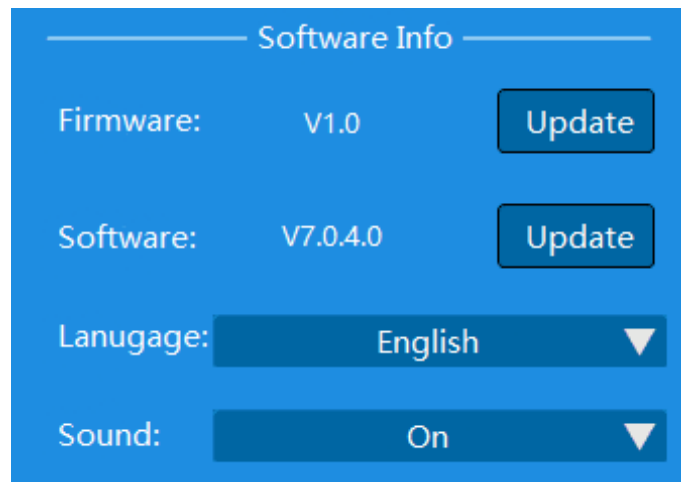 Software Info
Firmware: V1.0 Update
Software: V7.0.4.0 Update
Lanugage: English
Sound: On